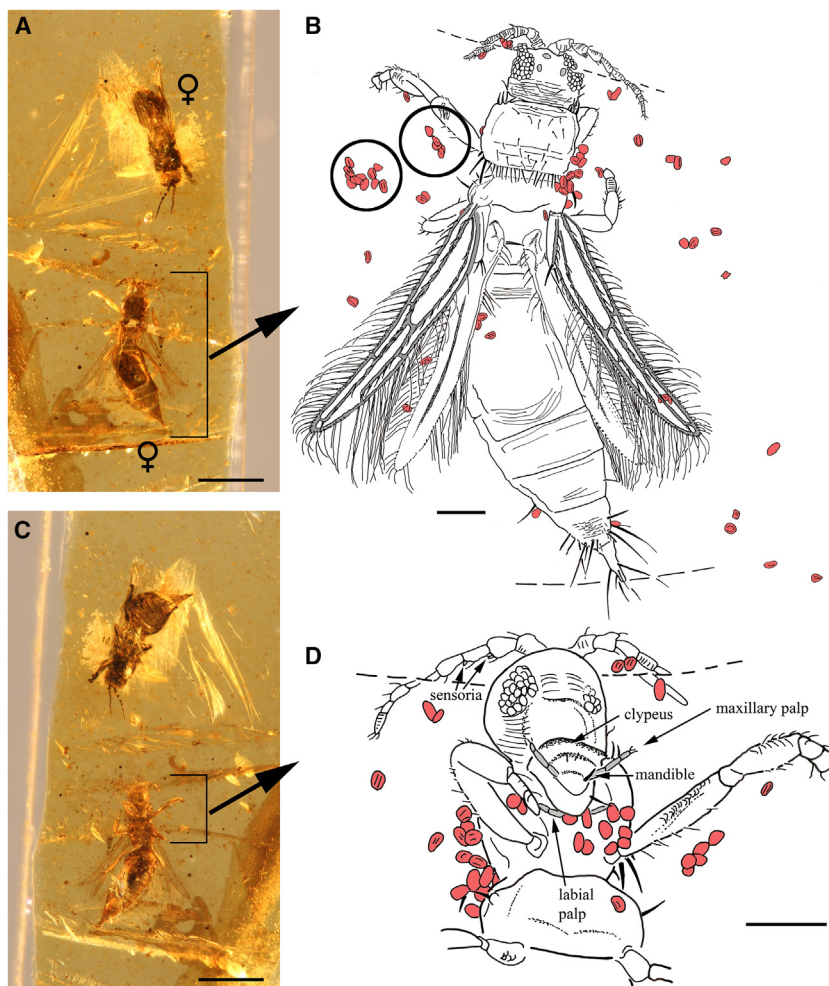 A
♀
♀
B
C
D
sensoria
clypeus
maxillary palp
mandible
labial
palp